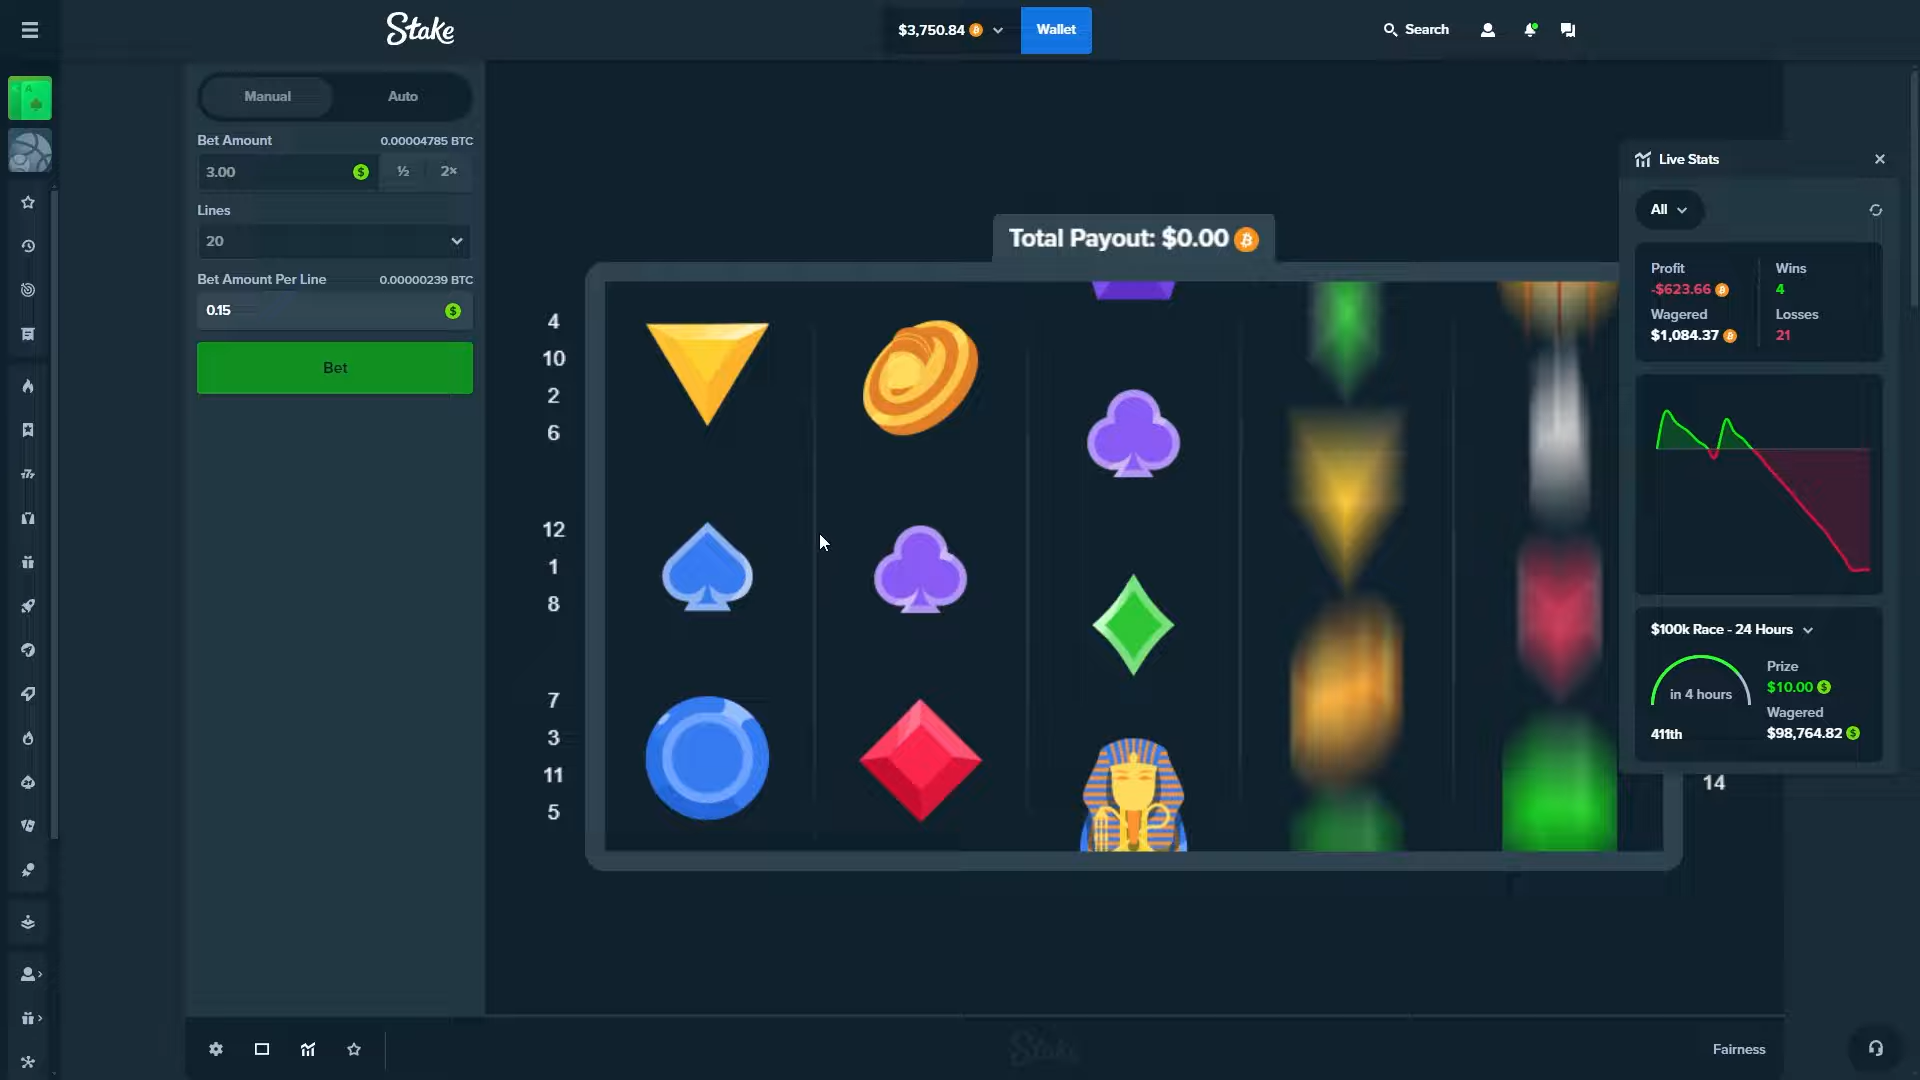 Stake
$3,750.84
Wallet
Search
Manual
Auto
Bet Amount
0.00004785 BTC
3.00
½
2×
Lines
20
Bet Amount Per Line
0.00000239 BTC
0.15
Bet
Total Payout: $0.00
4
10
2
6
12
1
8
7
3
11
5
14
Live Stats
All
Profit
-$623.66
Wins
4
Wagered
$1,084.37
Losses
21
$100k Race - 24 Hours
in 4 hours
Prize
$10.00
Wagered
411th
$98,764.82
Stake
Fairness